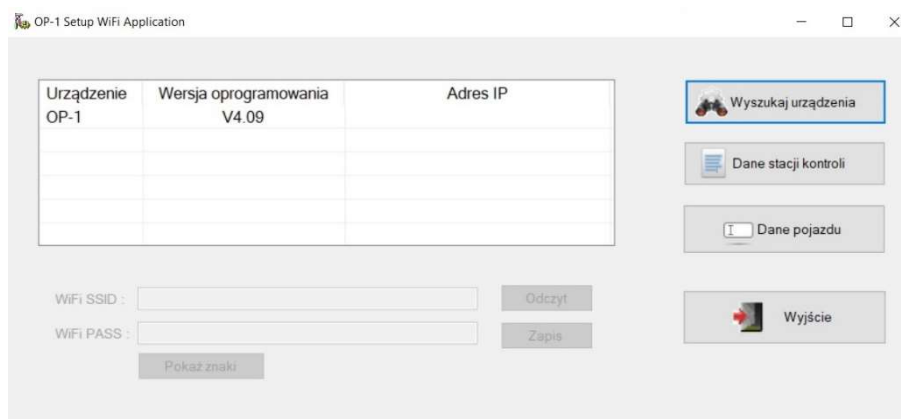 OP-1 Setup WiFi Application
Urządzenie Wersja oprogramowania Adres IP
OP-1 V4.09
Wyszukaj urządzenia
Dane stacji kontroli
Dane pojazdu
WiFi SSID :
Odczyt
WiFi PASS :
Zapis
Pokaż znaki
Wyjście